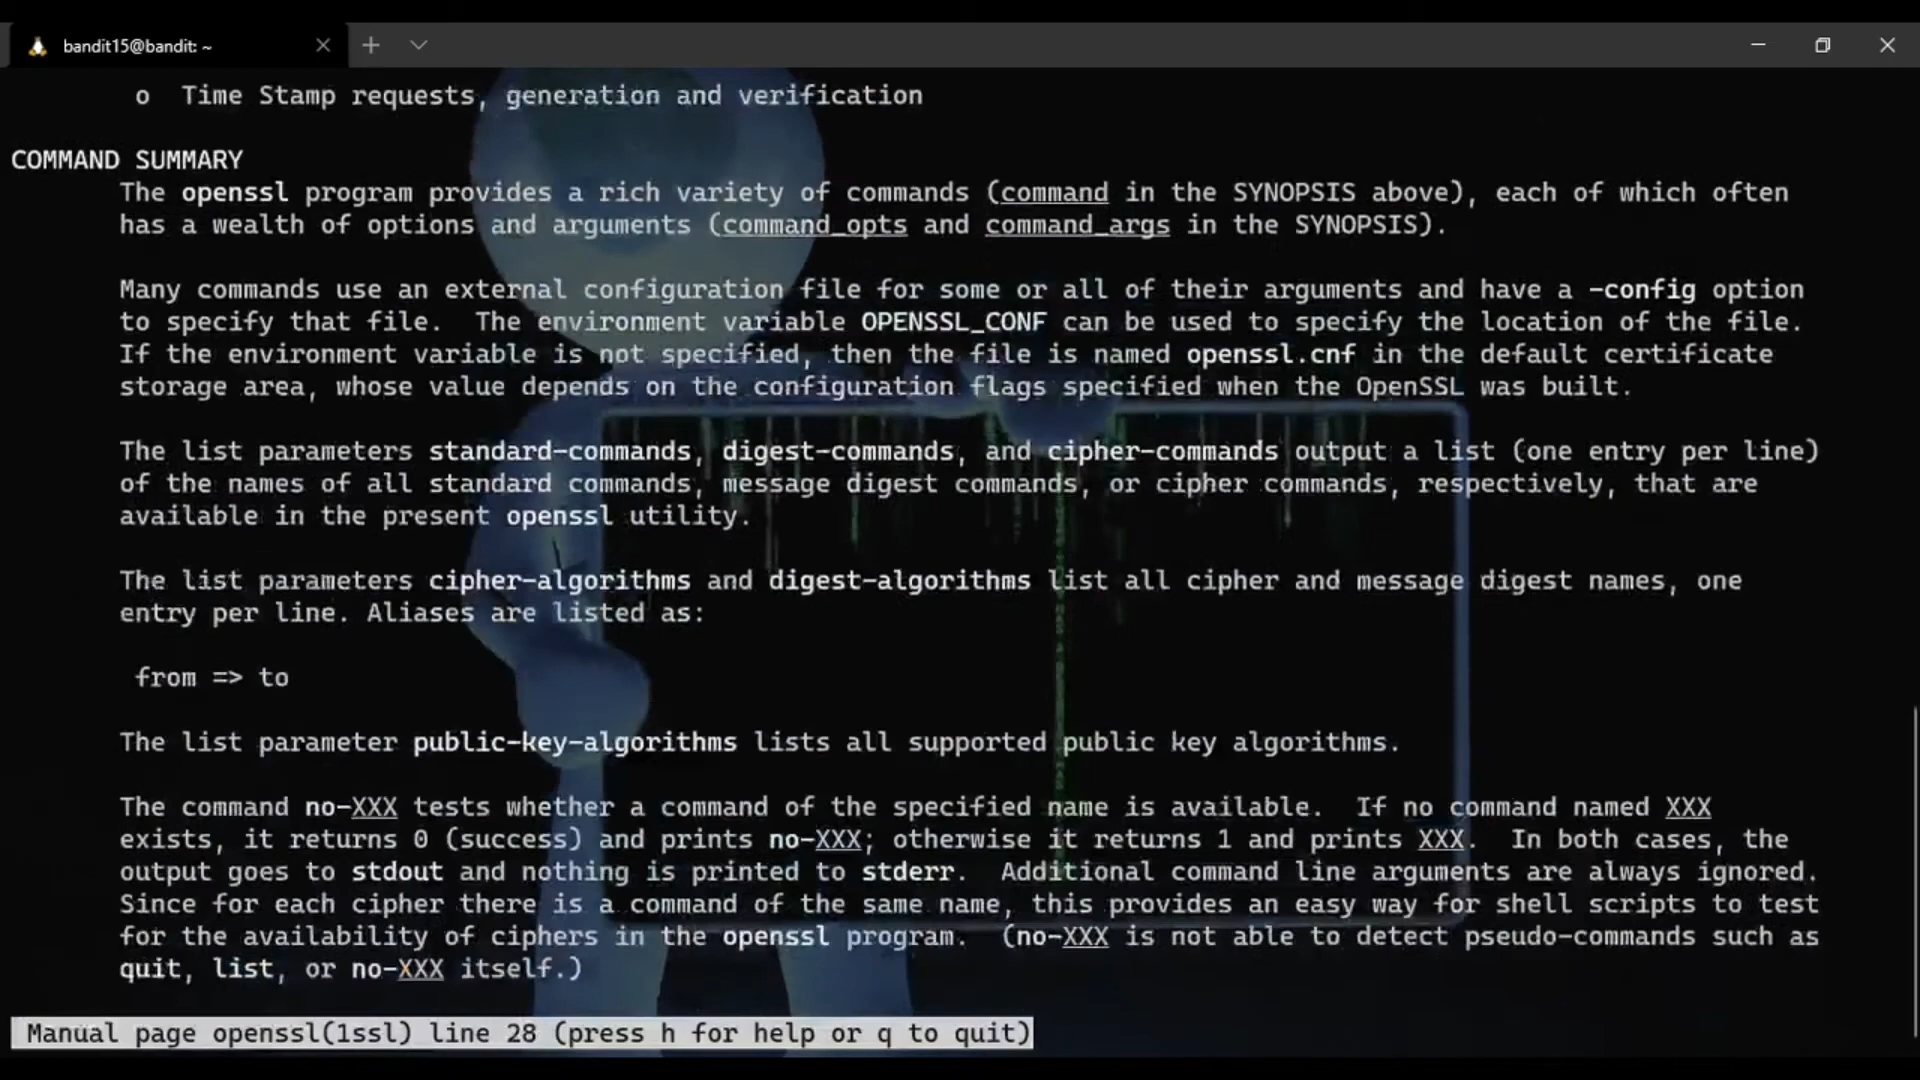 bandit15@bandit: ~
o  Time Stamp requests, generation and verification
COMMAND SUMMARY
The openssl program provides a rich variety of commands (command in the SYNOPSIS above), each of which often
has a wealth of options and arguments (command_opts and command_args in the SYNOPSIS).
Many commands use an external configuration file for some or all of their arguments and have a -config option
to specify that file.  The environment variable OPENSSL_CONF can be used to specify the location of the file.
If the environment variable is not specified, then the file is named openssl.cnf in the default certificate
storage area, whose value depends on the configuration flags specified when the OpenSSL was built.
The list parameters standard-commands, digest-commands, and cipher-commands output a list (one entry per line)
of the names of all standard commands, message digest commands, or cipher commands, respectively, that are
available in the present openssl utility.
The list parameters cipher-algorithms and digest-algorithms list all cipher and message digest names, one
entry per line. Aliases are listed as:
from => to
The list parameter public-key-algorithms lists all supported public key algorithms.
The command no-XXX tests whether a command of the specified name is available.  If no command named XXX
exists, it returns 0 (success) and prints no-XXX; otherwise it returns 1 and prints XXX.  In both cases, the
output goes to stdout and nothing is printed to stderr.  Additional command line arguments are always ignored.
Since for each cipher there is a command of the same name, this provides an easy way for shell scripts to test
for the availability of ciphers in the openssl program.  (no-XXX is not able to detect pseudo-commands such as
quit, list, or no-XXX itself.)
Manual page openssl(1ssl) line 28 (press h for help or q to quit)